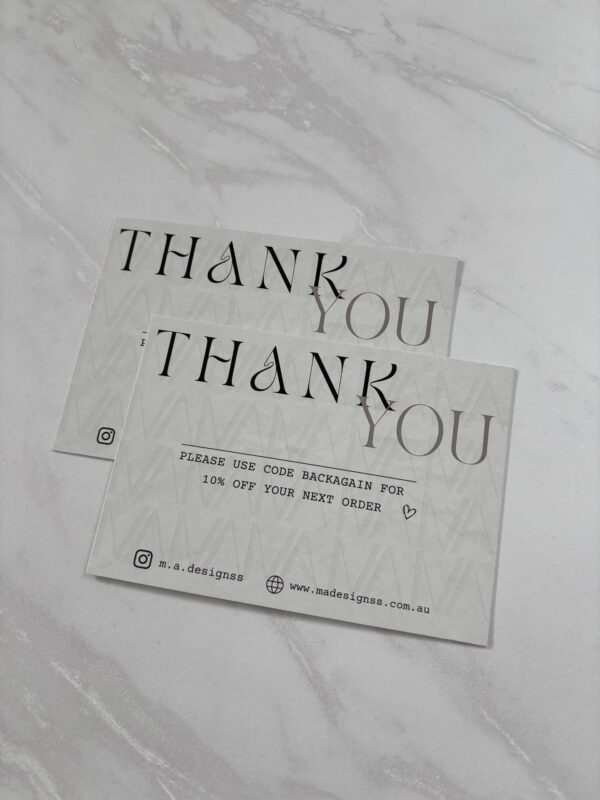 THANK
YOU
THANK
YOU
PLEASE USE CODE BACKAGAIN FOR
10% OFF YOUR NEXT ORDER
m.a.designss
www.madesignss.com.au